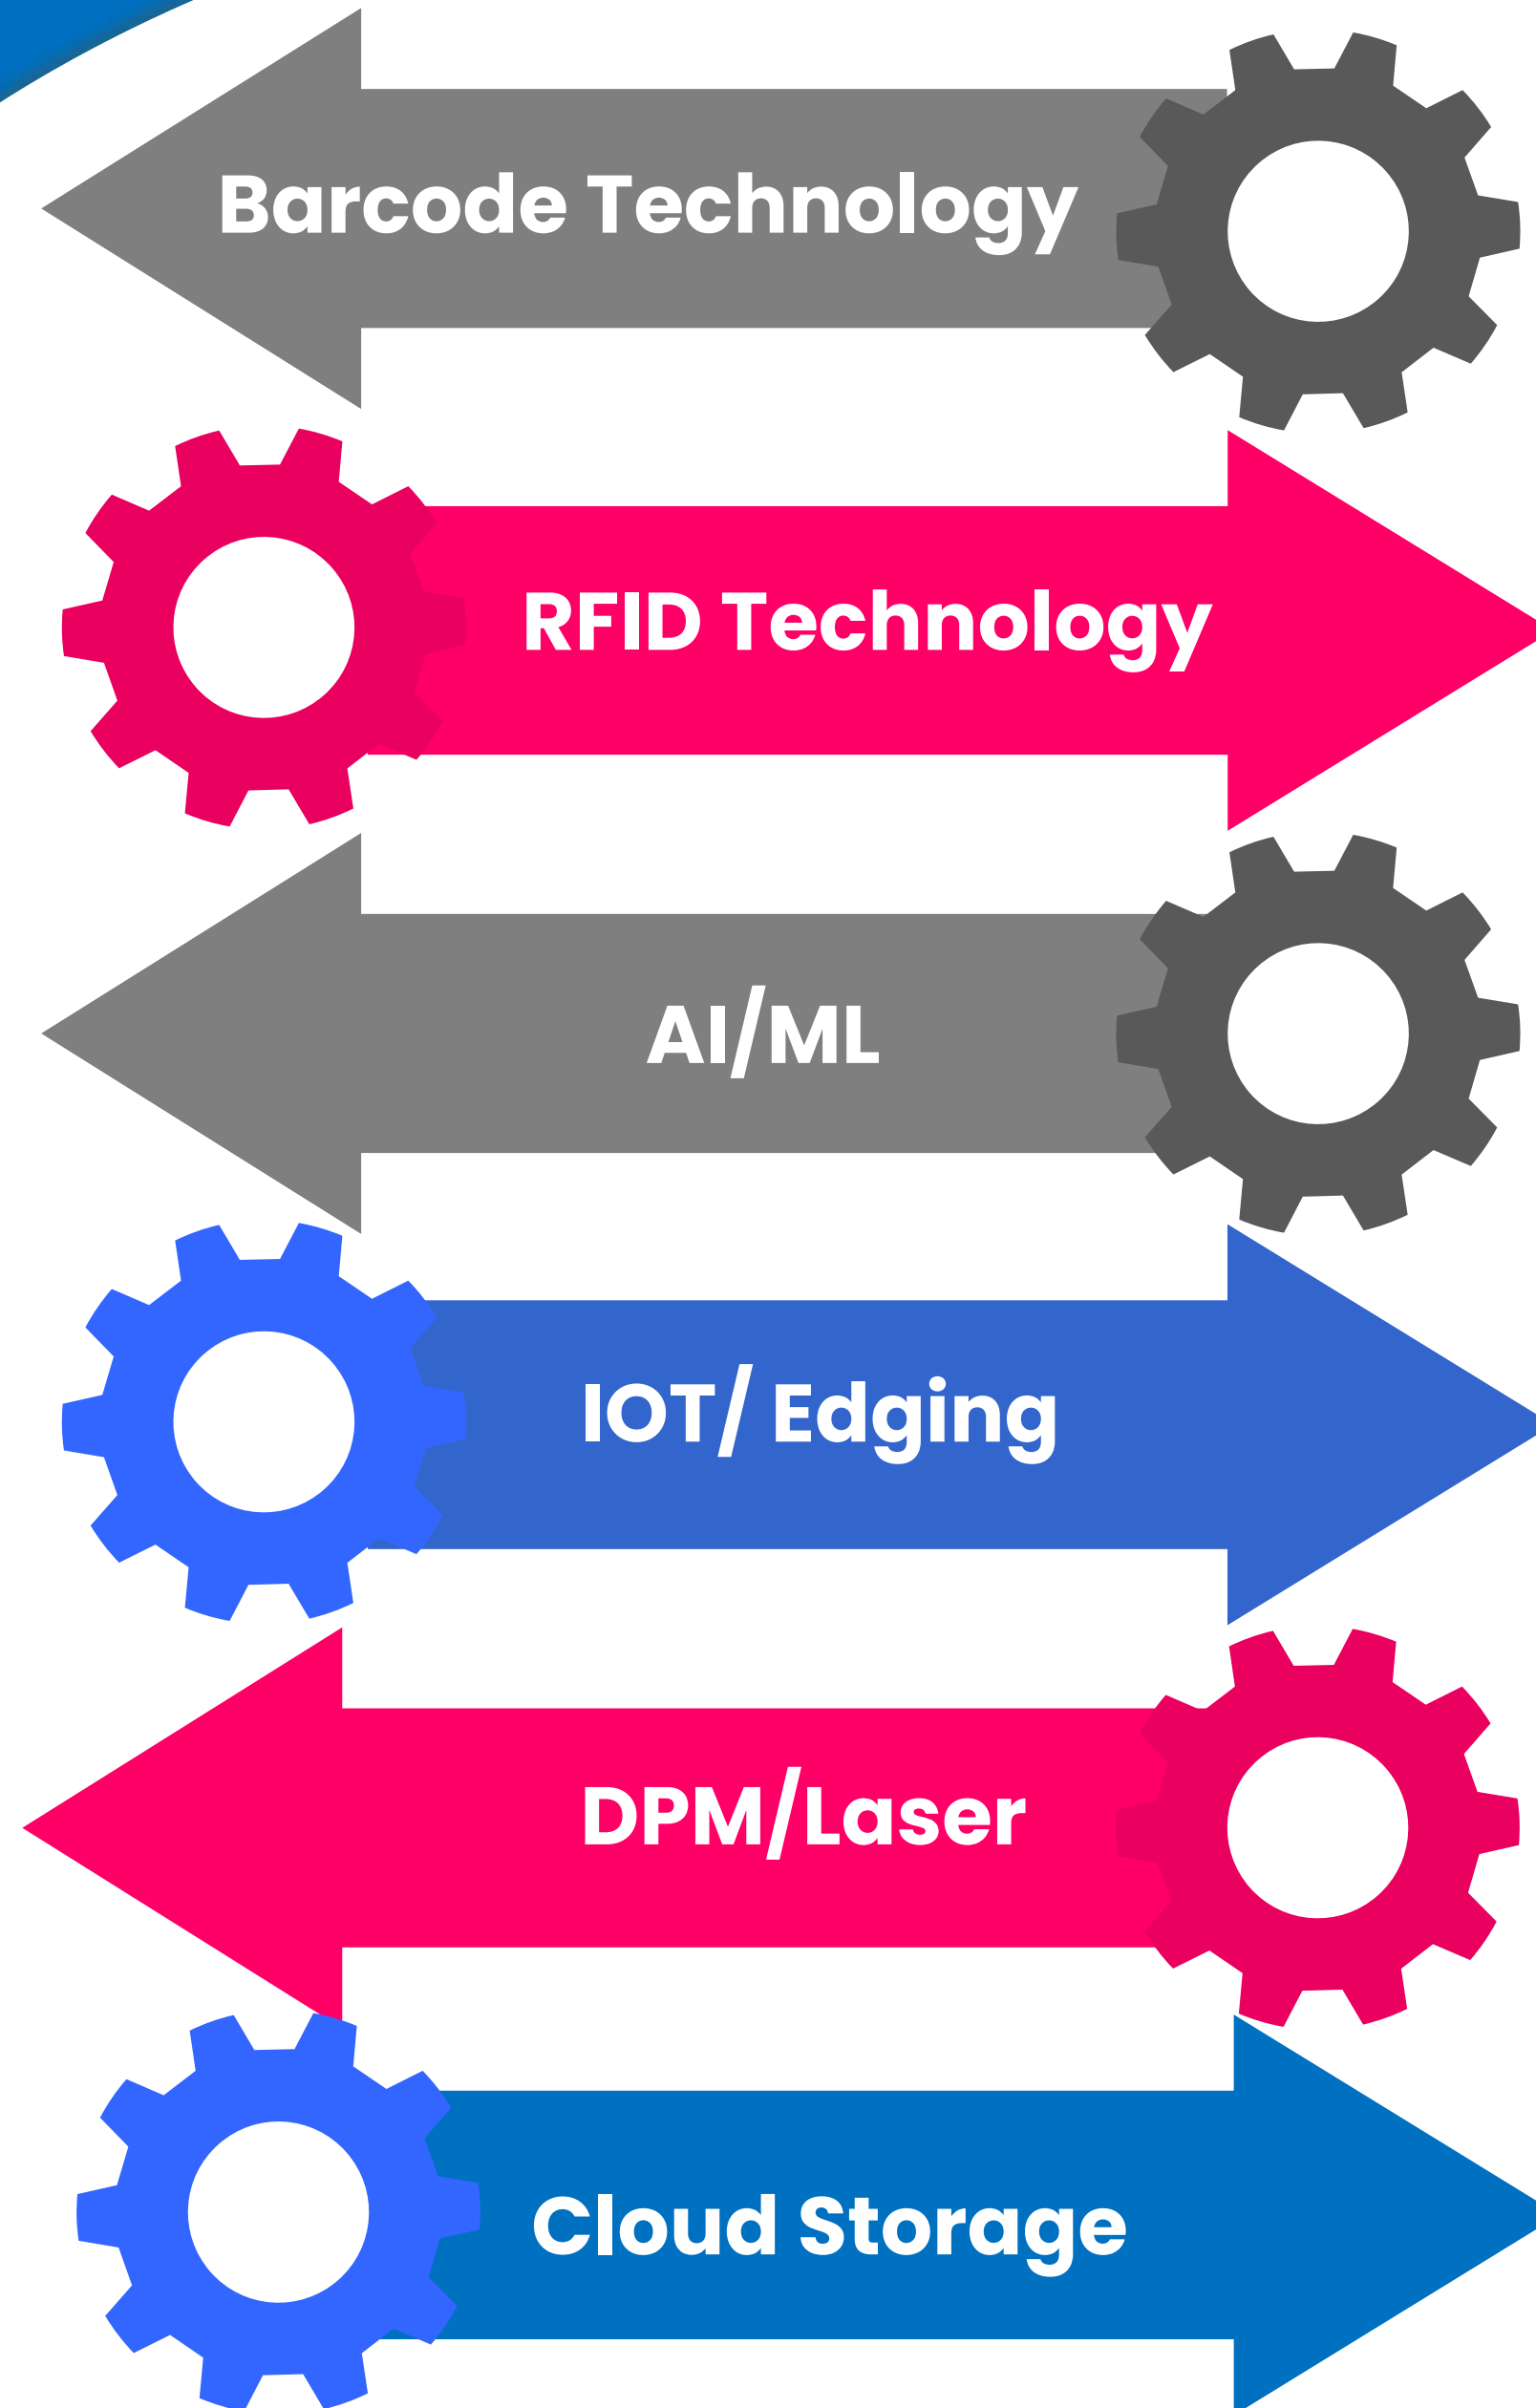 Barcode Technology
RFID Technology
AI/ML
IOT/ Edging
DPM/Laser
Cloud Storage